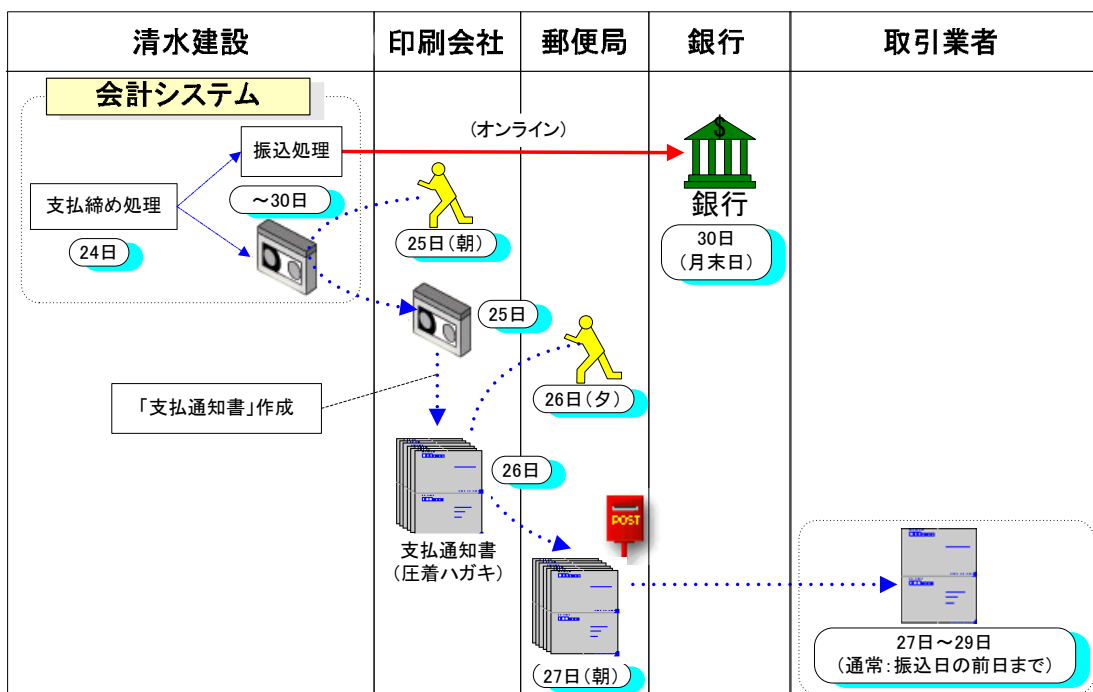 清水建設
印刷会社
郵便局
銀行
取引業者
会計システム
(オンライン)
振込処理
支払締め処理
～30日
24日
25日(朝)
銀行
30日
(月末日)
25日
「支払通知書」作成
26日(夕)
26日
POST
支払通知書
(圧着ハガキ)
27日(朝)
27日～29日
(通常:振込日の前日まで)